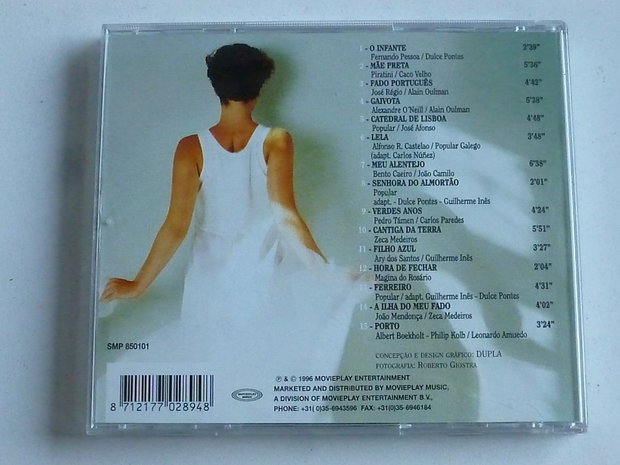 1 - O INFANTE 2'39"
Fernando Pessoa / Dulce Pontes
2 - MÃE PRETA 5'36"
Piratini / Caco Velho
3 - FADO PORTUGUÊS 4'42"
José Régio / Alain Oulman
4 - GAIVOTA 5'38"
Alexandre O'Neill / Alain Oulman
5 - CATEDRAL DE LISBOA 4'48"
Popular / José Afonso
6 - LELA 3'48"
Alfonso R. Castelao / Popular Galego
(adapt. Carlos Núñez)
7 - MEU ALENTEJO 6'38"
Bento Caeiro / João Camilo
8 - SENHORA DO ALMORTÃO 2'01"
Popular
adapt. - Dulce Pontes - Guilherme Inês
9 - VERDES ANOS 4'24"
Pedro Támen / Carlos Paredes
10 - CANTIGA DA TERRA 5'51"
Zeca Medeiros
11 - FILHO AZUL 3'27"
Ary dos Santos / Guilherme Inês
12 - HORA DE FECHAR 2'04"
Magina do Rosário
- FERREIRO 4'31"
Popular / adapt. Guilherme Inês - Dulce Pontes
14 - A ILHA DO MEU FADO 4'02"
João Mendonça / Zeca Medeiros
15 - PORTO 3'24"
Albert Boekholt - Philip Kolb / Leonardo Amuedo
CONCEPÇÃO E DESIGN GRÁFICO: DUPLA
FOTOGRAFIA: ROBERTO GIOSTRA
SMP 850101
8 712177 028948
MOVIEPLAY MUSIC
℗ & © 1996 MOVIEPLAY ENTERTAINMENT
MARKETED AND DISTRIBUTED BY MOVIEPLAY MUSIC,
A DIVISION OF MOVIEPLAY ENTERTAINMENT B.V.,
PHONE: +31( 0)35-6943596 FAX: +31( 0)35-6946184